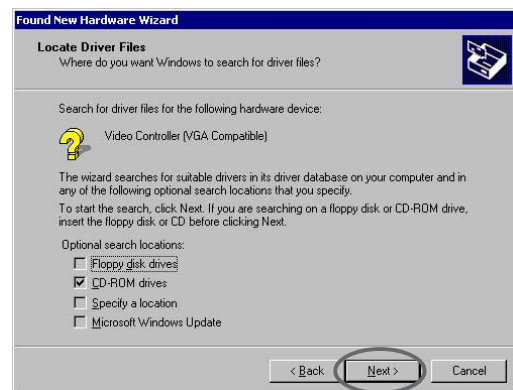 Found New Hardware Wizard
Locate Driver Files
Where do you want Windows to search for driver files?
Search for driver files for the following hardware device:
Video Controller (VGA Compatible)
The wizard searches for suitable drivers in its driver database on your computer and in
any of the following optional search locations that you specify.
To start the search, click Next. If you are searching on a floppy disk or CD-ROM drive,
insert the floppy disk or CD before clicking Next.
Optional search locations:
Floppy disk drives
CD-ROM drives
Specify a location
Microsoft Windows Update
< Back Next > Cancel